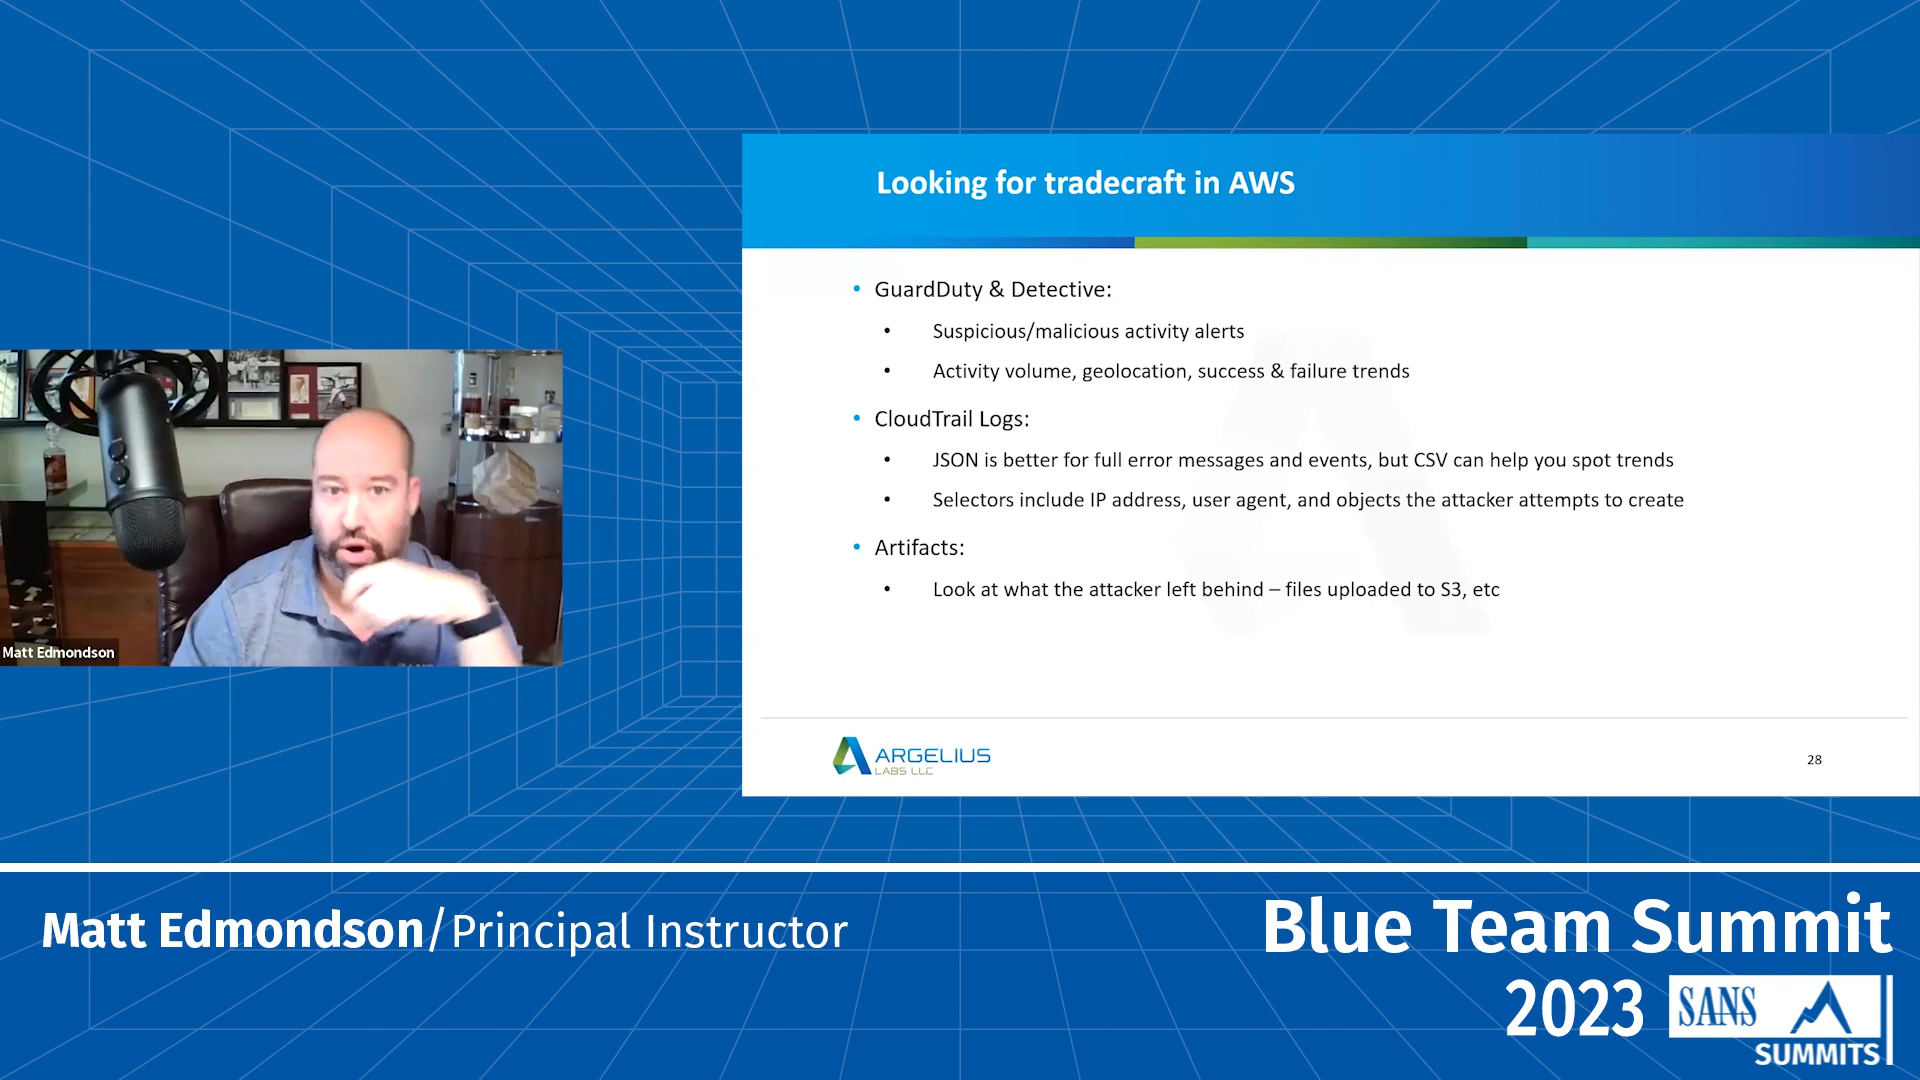 Looking for tradecraft in AWS
• GuardDuty & Detective:
• Suspicious/malicious activity alerts
• Activity volume, geolocation, success & failure trends
• CloudTrail Logs:
• JSON is better for full error messages and events, but CSV can help you spot trends
• Selectors include IP address, user agent, and objects the attacker attempts to create
• Artifacts:
• Look at what the attacker left behind – files uploaded to S3, etc
ARGELIUS
LABS LLC
28
Matt Edmondson
Matt Edmondson/Principal Instructor
Blue Team Summit
2023
SANS
SUMMITS